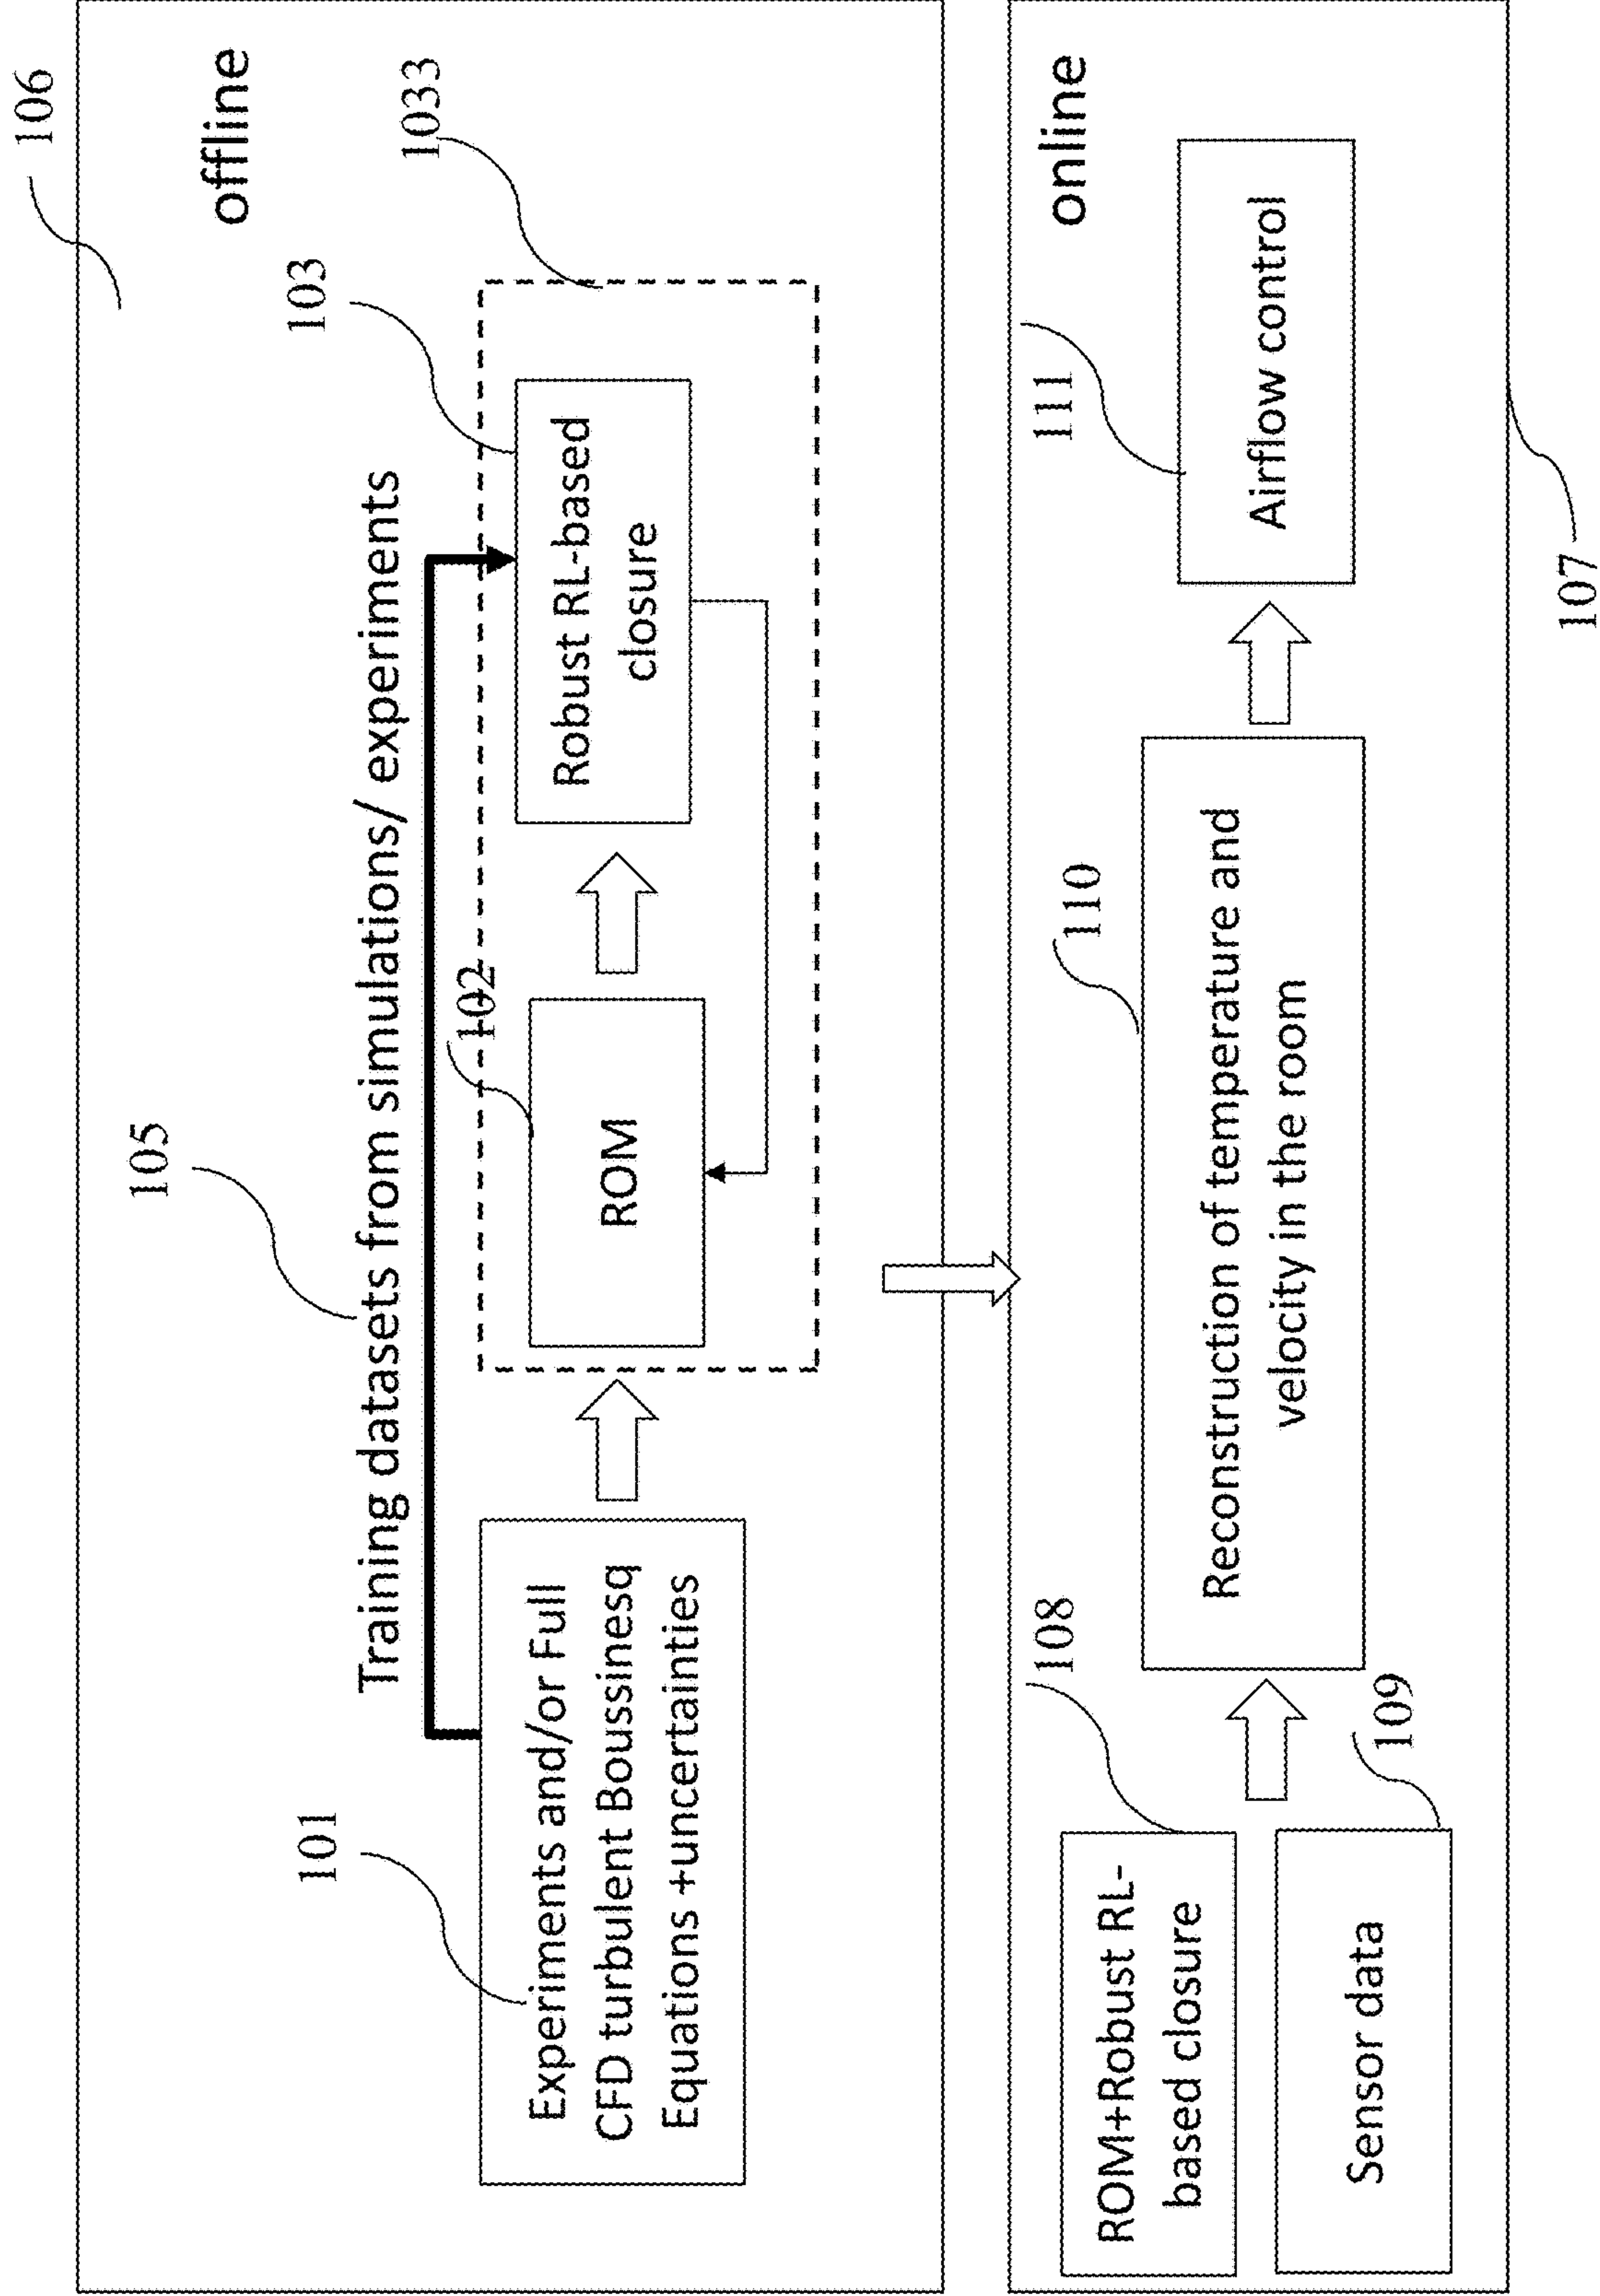 106
offline
105
Training datasets from simulations/ experiments
103
1033
101
Experiments and/or Full
CFD turbulent Boussinesq
Equations +uncertainties
102
ROM
Robust RL-based
closure
online
108
ROM+Robust RL-
based closure
109
Sensor data
110
Reconstruction of temperature and
velocity in the room
111
Airflow control
107